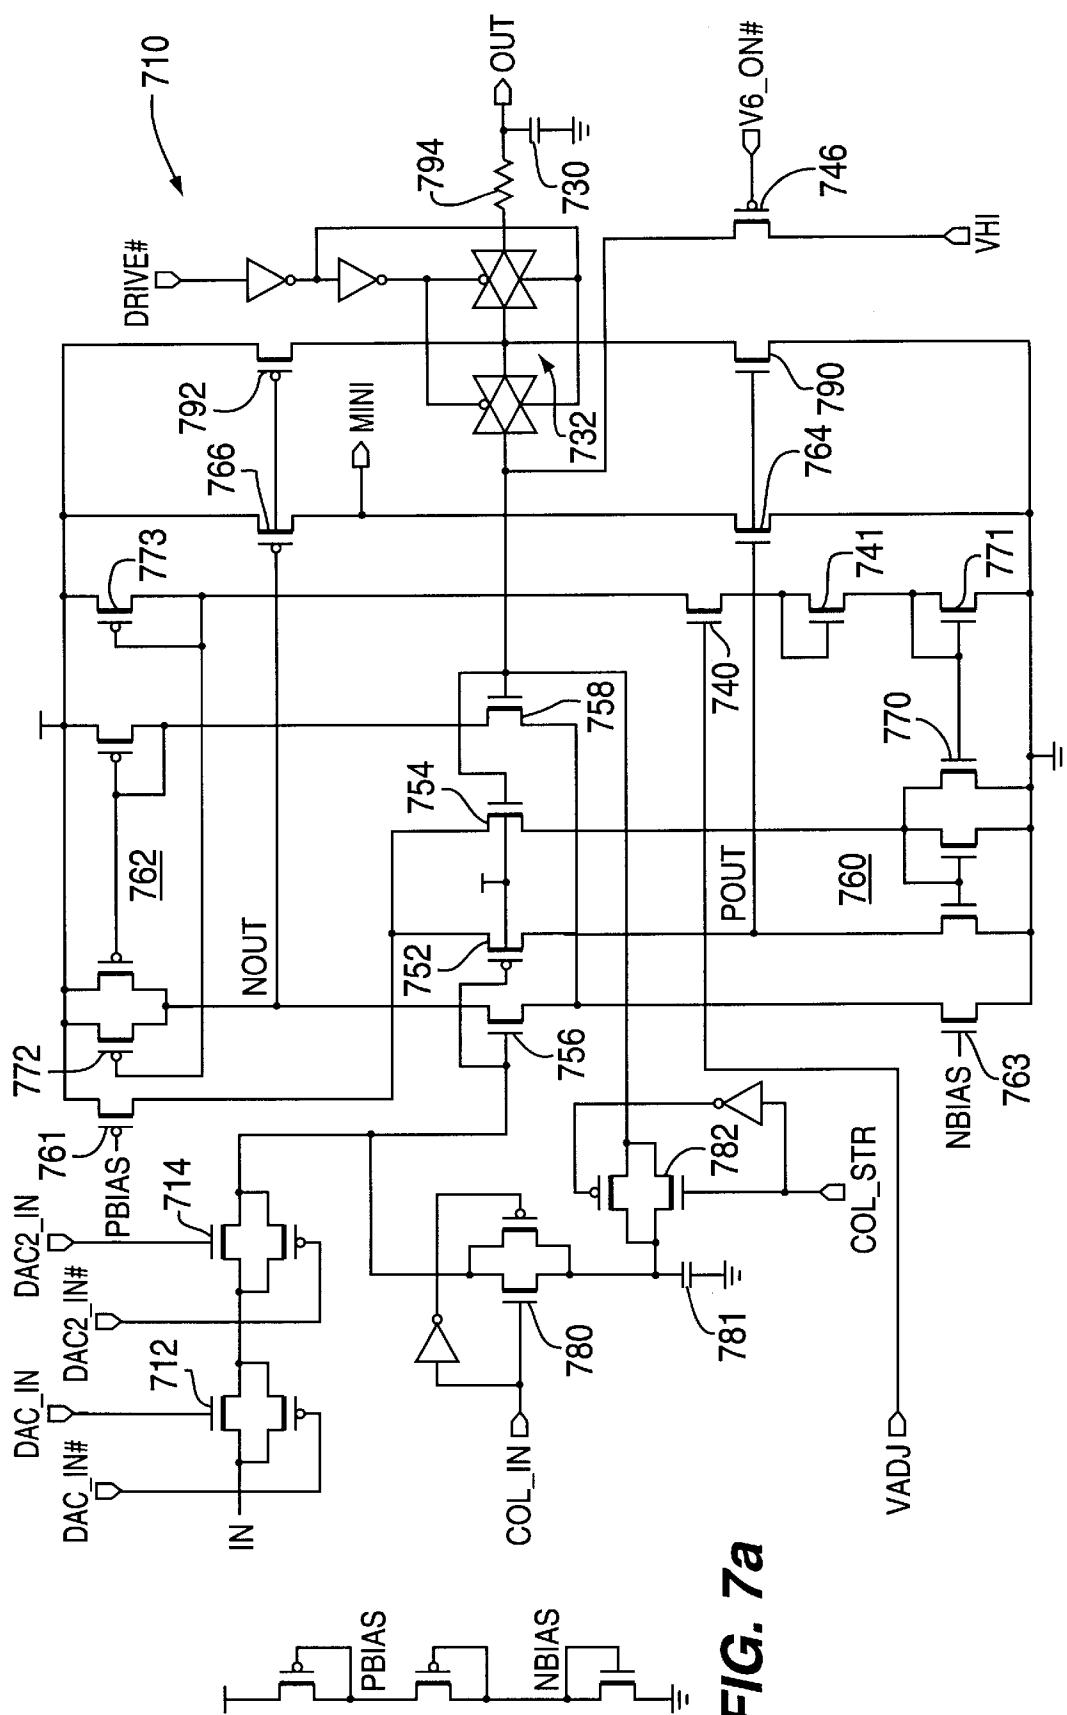 710
OUT
V6_ON#
794
730
746
VHI
DRIVE#
792
MINI
732
790
766
764
773
741
771
740
758
770
754
762
POUT
760
NOUT
752
772
756
NBIAS
763
761
PBIAS
714
782
COL_STR
DAC2_IN
DAC2_IN#
712
780
781
DAC_IN
DAC_IN#
IN
COL_IN
VADJ
PBIAS
NBIAS
FIG. 7a